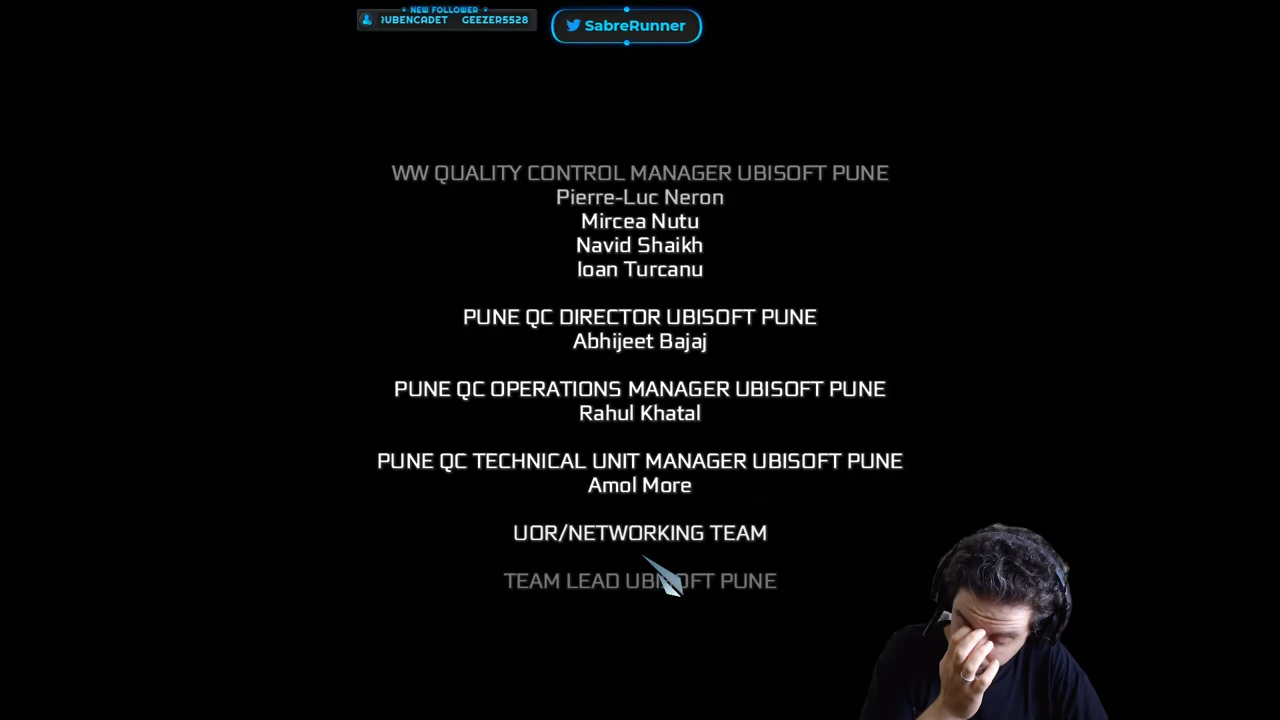 NEW FOLLOWER
RUBENCADET GEEZER5528
SabreRunner
WW QUALITY CONTROL MANAGER UBISOFT PUNE
Pierre-Luc Neron
Mircea Nutu
Navid Shaikh
Ioan Turcanu
PUNE QC DIRECTOR UBISOFT PUNE
Abhijeet Bajaj
PUNE QC OPERATIONS MANAGER UBISOFT PUNE
Rahul Khatal
PUNE QC TECHNICAL UNIT MANAGER UBISOFT PUNE
Amol More
UOR/NETWORKING TEAM
TEAM LEAD UBISOFT PUNE